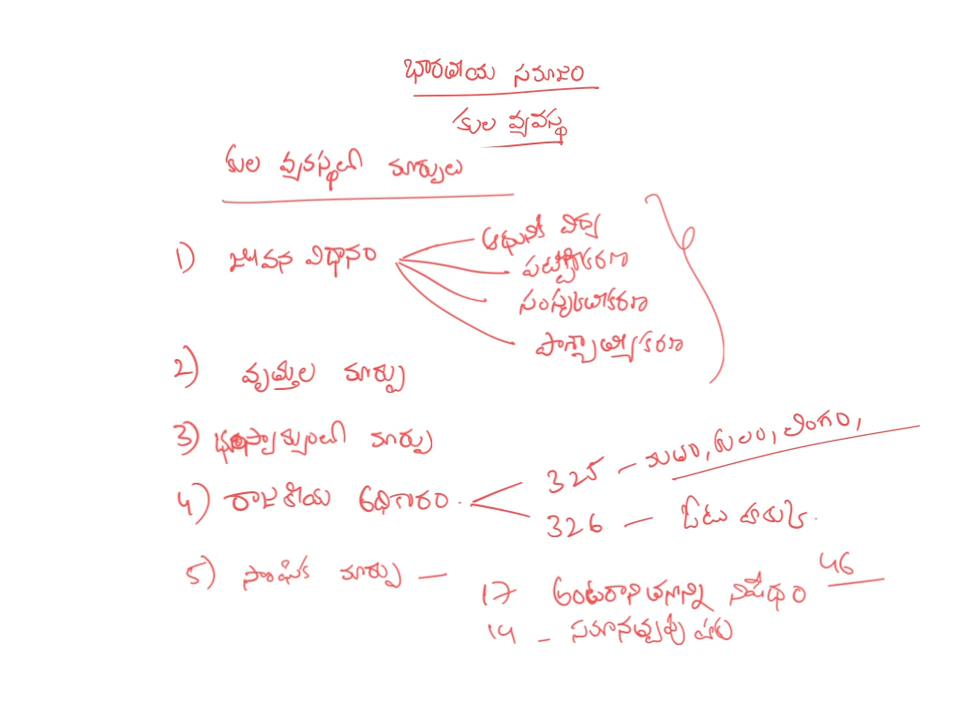 భారతీయ సమాజం
కుల వ్యవస్థ
కుల వ్యవస్థలో మార్పులు
1) జీవన విధానం
ఆధునిక విద్య
పట్టణీకరణ
సంస్కృతీకరణ
పాశ్చాత్యీకరణ
2) వృత్తుల మార్పు
3) భూస్వామ్యంలో మార్పు
4) రాజకీయ అధికారం.
325 - మతం, కులం, లింగం,
326 - ఓటు హక్కు.
5) సాంఘిక మార్పు -
17 అంటరానితనాన్ని నిషేధం 46
14 - సమానత్వపు హక్కు